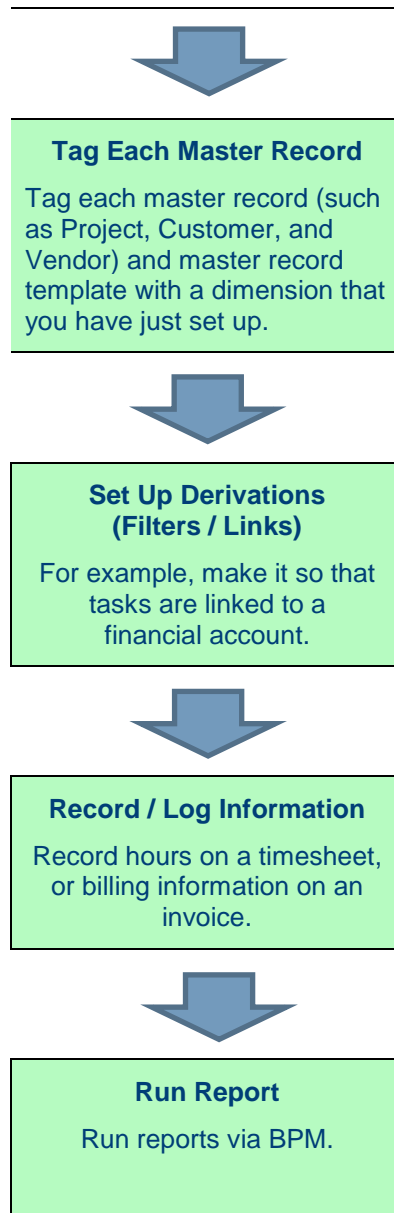 Tag Each Master Record
Tag each master record (such
as Project, Customer, and
Vendor) and master record
template with a dimension that
you have just set up.
Set Up Derivations
(Filters / Links)
For example, make it so that
tasks are linked to a
financial account.
Record / Log Information
Record hours on a timesheet,
or billing information on an
invoice.
Run Report
Run reports via BPM.